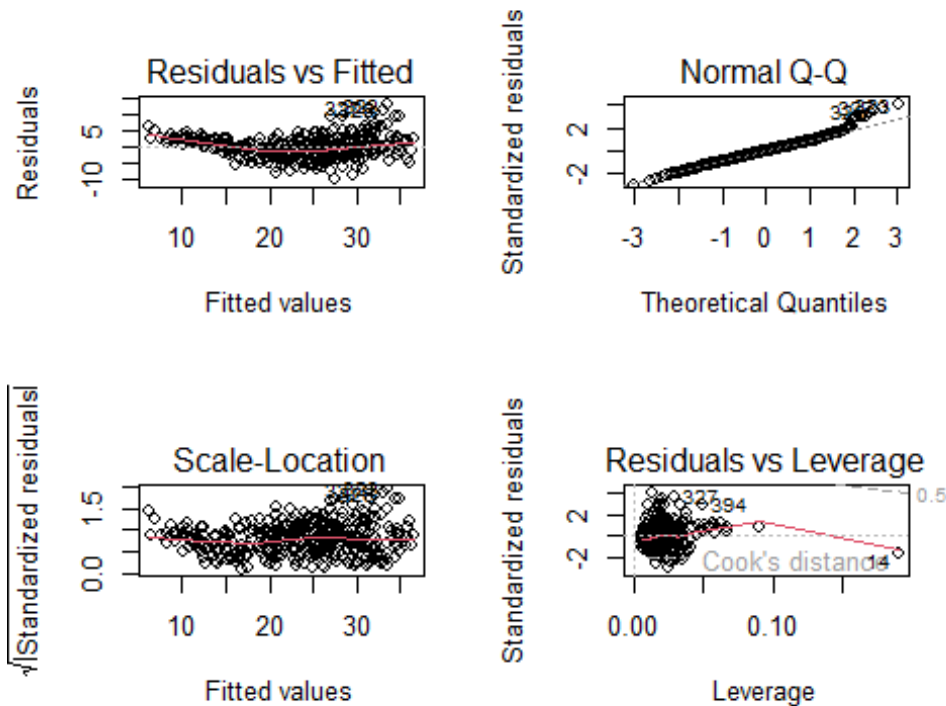 Residuals vs Fitted
Residuals
5
-10
10
20
30
Fitted values
Normal Q-Q
Standardized residuals
2
-2
-3
-1
0
1
2
3
Theoretical Quantiles
Scale-Location
√|Standardized residuals|
1.5
0.0
10
20
30
Fitted values
Residuals vs Leverage
Standardized residuals
2
-2
327
394
0.5
Cook's distance
14
0.00
0.10
Leverage